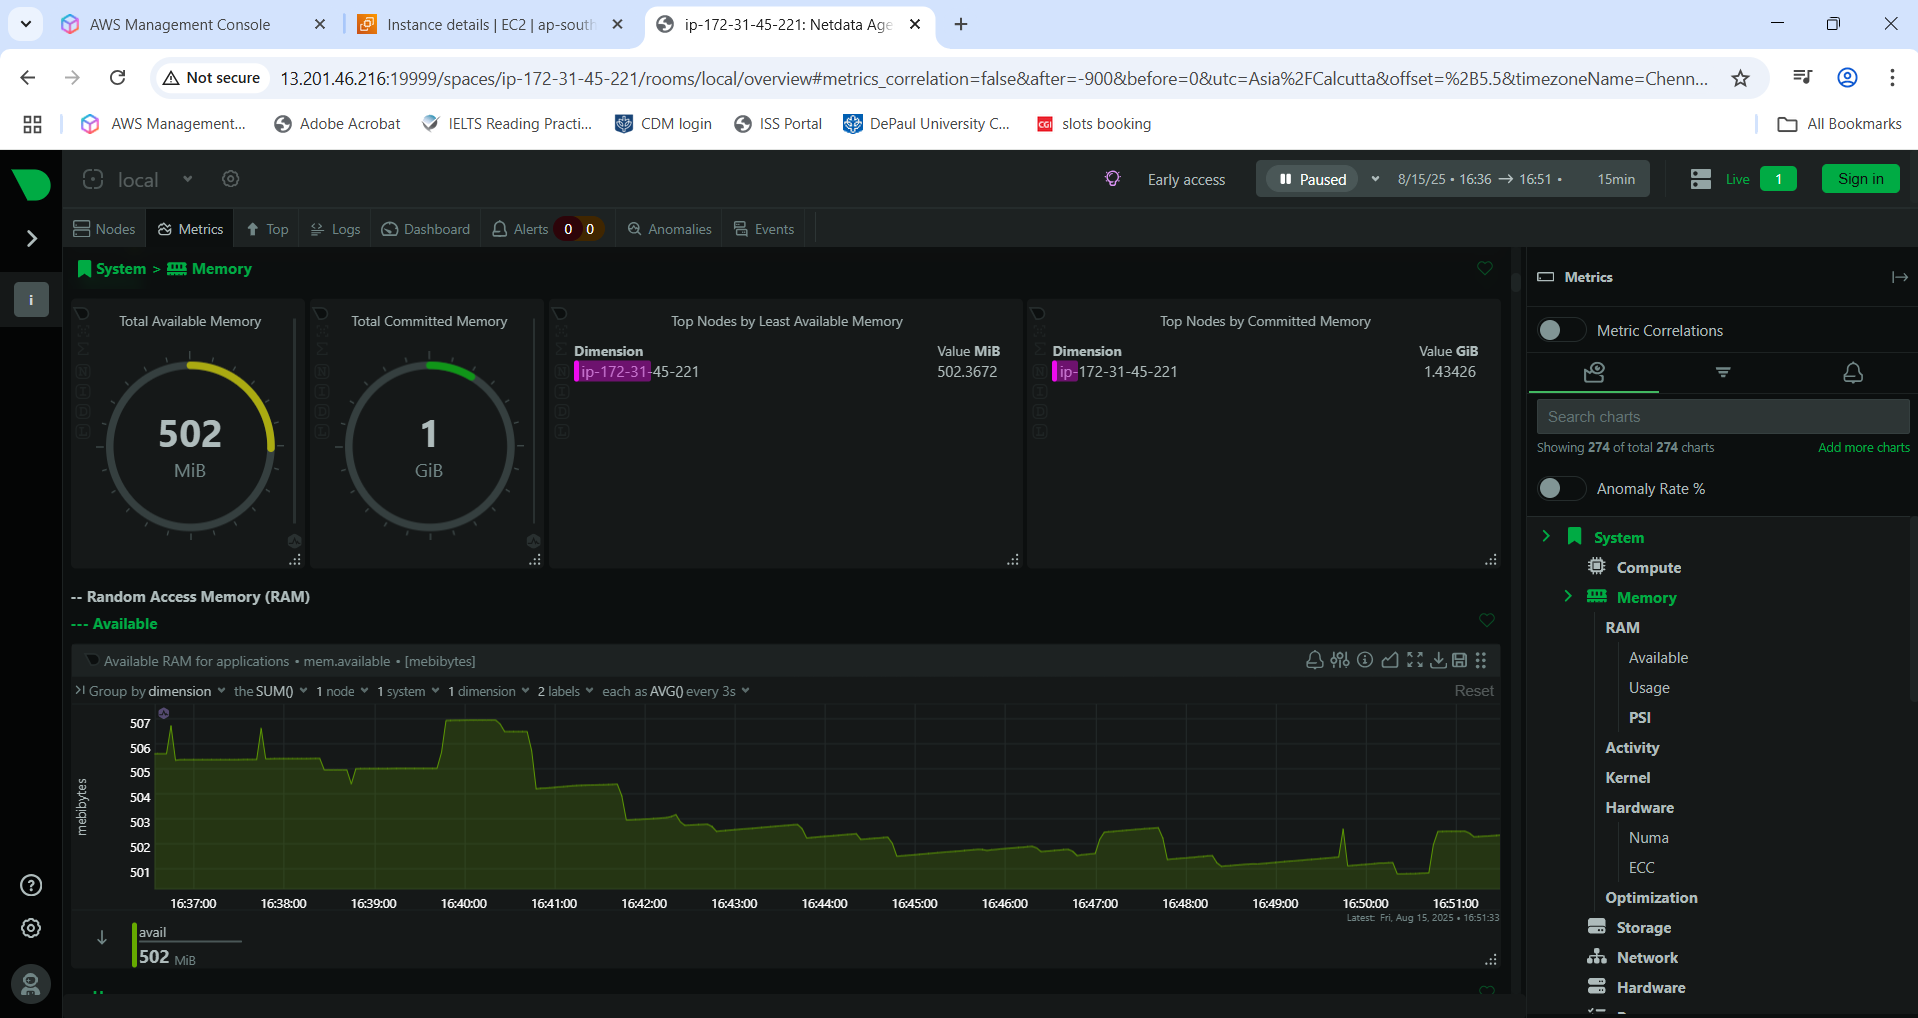 AWS Management Console
Instance details | EC2 | ap-south
ip-172-31-45-221: Netdata Age
Not secure
13.201.46.216:19999/spaces/ip-172-31-45-221/rooms/local/overview#metrics_correlation=false&after=-900&before=0&utc=Asia%2FCalcutta&offset=%2B5.5&timezoneName=Chenn...
AWS Management...
Adobe Acrobat
IELTS Reading Practi...
CDM login
ISS Portal
DePaul University C...
CGI slots booking
All Bookmarks
local
Early access
Paused
8/15/25 • 16:36 → 16:51 •
15min
Live
1
Sign in
Nodes
Metrics
Top
Logs
Dashboard
Alerts 0 0
Anomalies
Events
System > Memory
Total Available Memory
502
MiB
Total Committed Memory
1
GiB
Top Nodes by Least Available Memory
Dimension Value MiB
ip-172-31-45-221 502.3672
Top Nodes by Committed Memory
Dimension Value GiB
ip-172-31-45-221 1.43426
-- Random Access Memory (RAM)
--- Available
Available RAM for applications • mem.available • [mebibytes]
Group by dimension the SUM() 1 node 1 system 1 dimension 2 labels each as AVG() every 3s
Reset
mebibytes
507
506
505
504
503
502
501
16:37:00 16:38:00 16:39:00 16:40:00 16:41:00 16:42:00 16:43:00 16:44:00 16:45:00 16:46:00 16:47:00 16:48:00 16:49:00 16:50:00 16:51:00
Latest: Fri, Aug 15, 2025 • 16:51:33
avail
502 MiB
Metrics
Metric Correlations
Search charts
Showing 274 of total 274 charts
Add more charts
Anomaly Rate %
System
Compute
Memory
RAM
Available
Usage
PSI
Activity
Kernel
Hardware
Numa
ECC
Optimization
Storage
Network
Hardware